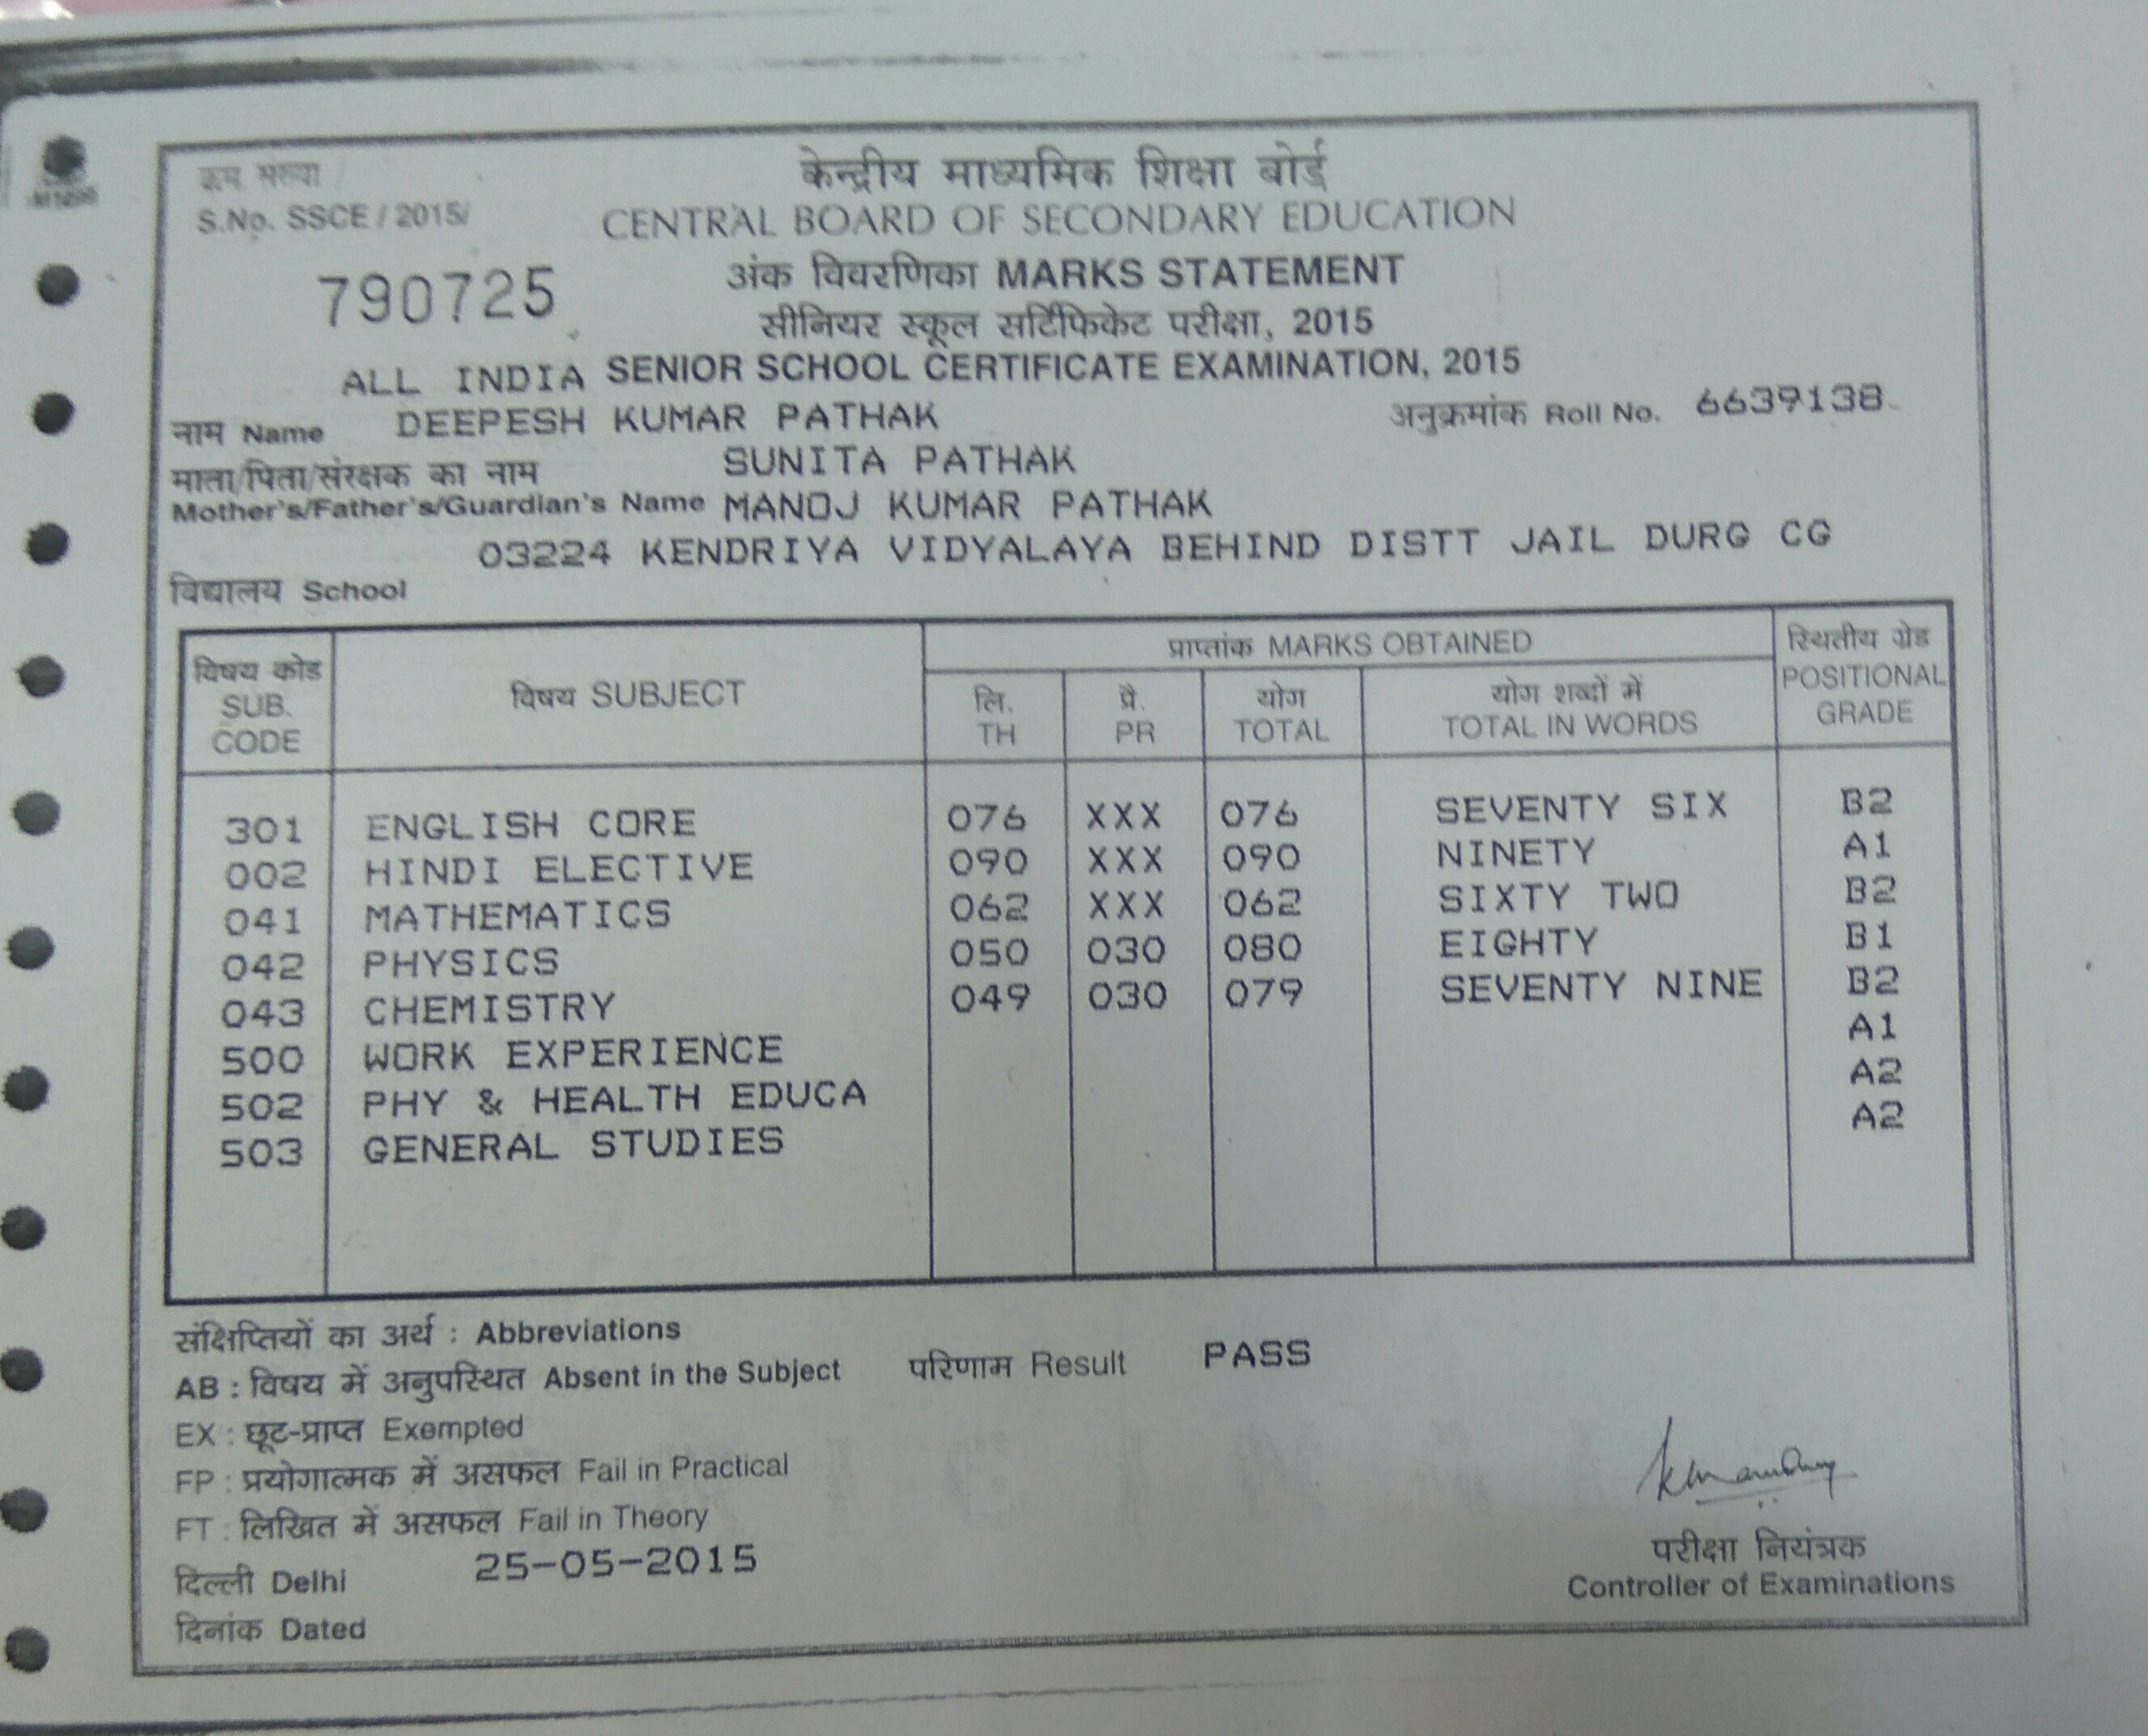 क्रम संख्या
S.No. SSCE / 2015/
790725
केन्द्रीय माध्यमिक शिक्षा बोर्ड
CENTRAL BOARD OF SECONDARY EDUCATION
अंक विवरणिका MARKS STATEMENT
सीनियर स्कूल सर्टिफिकेट परीक्षा, 2015
ALL INDIA SENIOR SCHOOL CERTIFICATE EXAMINATION, 2015
नाम Name DEEPESH KUMAR PATHAK अनुक्रमांक Roll No. 6639138
माता/पिता/संरक्षक का नाम SUNITA PATHAK
Mother's/Father's/Guardian's Name MANOJ KUMAR PATHAK
03224 KENDRIYA VIDYALAYA BEHIND DISTT JAIL DURG CG
विद्यालय School
विषय कोड SUB. CODE विषय SUBJECT प्राप्तांक MARKS OBTAINED स्थितीय ग्रेड POSITIONAL GRADE
लि. TH प्रै. PR योग TOTAL योग शब्दों में TOTAL IN WORDS
301 ENGLISH CORE 076 XXX 076 SEVENTY SIX B2
002 HINDI ELECTIVE 090 XXX 090 NINETY A1
041 MATHEMATICS 062 XXX 062 SIXTY TWO B2
042 PHYSICS 050 030 080 EIGHTY B1
043 CHEMISTRY 049 030 079 SEVENTY NINE B2
500 WORK EXPERIENCE A1
502 PHY & HEALTH EDUCA A2
503 GENERAL STUDIES A2
संक्षिप्तियों का अर्थ : Abbreviations
AB : विषय में अनुपस्थित Absent in the Subject परिणाम Result PASS
EX : छूट-प्राप्त Exempted
FP : प्रयोगात्मक में असफल Fail in Practical
FT : लिखित में असफल Fail in Theory
दिल्ली Delhi 25-05-2015
दिनांक Dated
परीक्षा नियंत्रक
Controller of Examinations